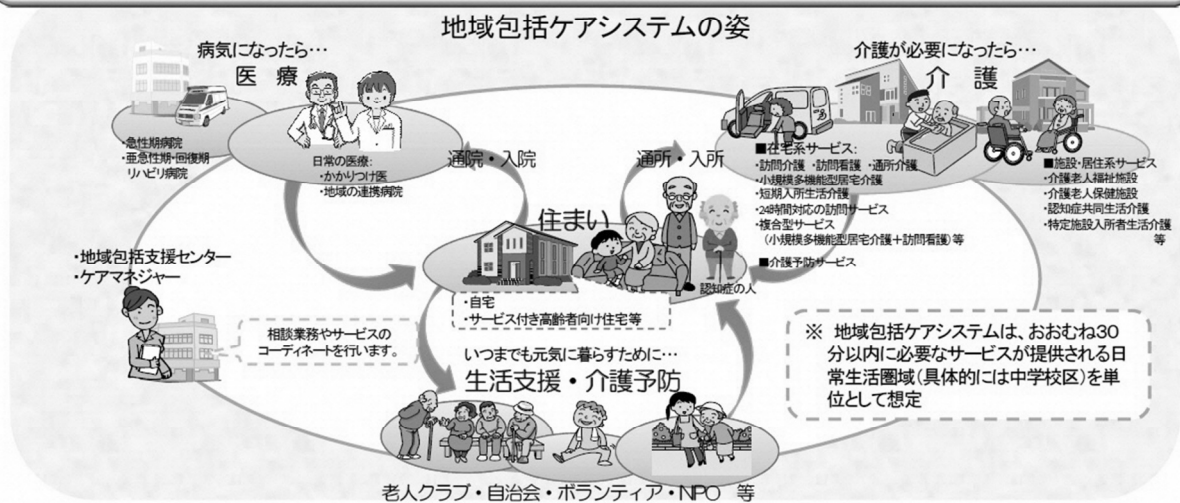 地域包括ケアシステムの姿
病気になったら…
医療
・急性期病院
・亜急性期・回復期
リハビリ病院
日常の医療:
・かかりつけ医
・地域の連携病院
通院・入院
通所・入所
介護が必要になったら…
介護
■在宅系サービス:
・訪問介護 ・訪問看護 ・通所介護
・小規模多機能型居宅介護
・短期入所生活介護
・24時間対応の訪問サービス
・複合型サービス
(小規模多機能型居宅介護+訪問看護)等
■介護予防サービス
■施設・居住系サービス
・介護老人福祉施設
・介護老人保健施設
・認知症共同生活介護
・特定施設入所者生活介護
等
住まい
・自宅
・サービス付き高齢者向け住宅等
認知症の人
・地域包括支援センター
・ケアマネジャー
相談業務やサービスの
コーディネートを行います。
いつまでも元気に暮らすために…
生活支援・介護予防
老人クラブ・自治会・ボランティア・NPO 等
※ 地域包括ケアシステムは、おおむね30
分以内に必要なサービスが提供される日
常生活圏域(具体的には中学校区)を単
位として想定